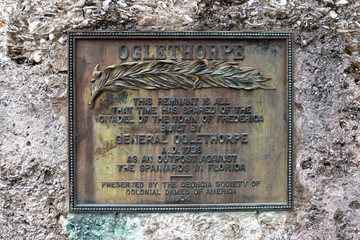 OGLETHORPE
THIS REMNANT IS ALL
THAT TIME HAS SPARED OF THE
CITADEL OF THE TOWN OF FREDERICA
BUILT BY
GENERAL OGLETHORPE
A.D. 1736
AS AN OUTPOST AGAINST
THE SPANIARDS IN FLORIDA
PRESERVED BY THE GEORGIA SOCIETY OF
COLONIAL DAMES OF AMERICA